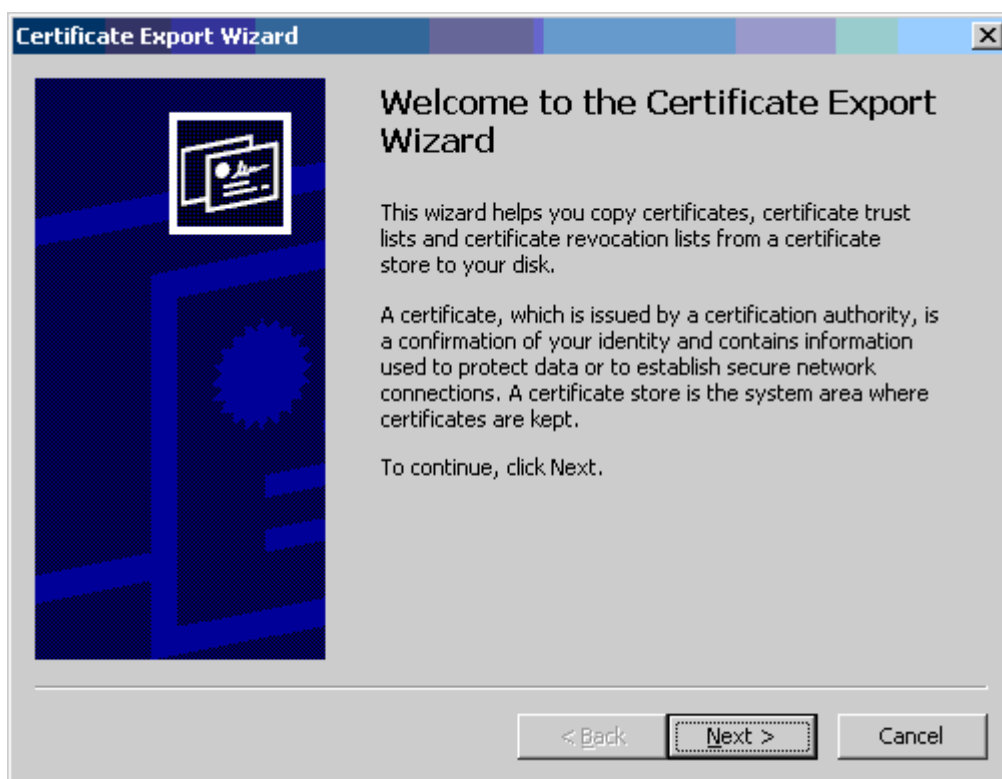 Certificate Export Wizard
Welcome to the Certificate Export
Wizard
This wizard helps you copy certificates, certificate trust
lists and certificate revocation lists from a certificate
store to your disk.
A certificate, which is issued by a certification authority, is
a confirmation of your identity and contains information
used to protect data or to establish secure network
connections. A certificate store is the system area where
certificates are kept.
To continue, click Next.
< Back
Next >
Cancel